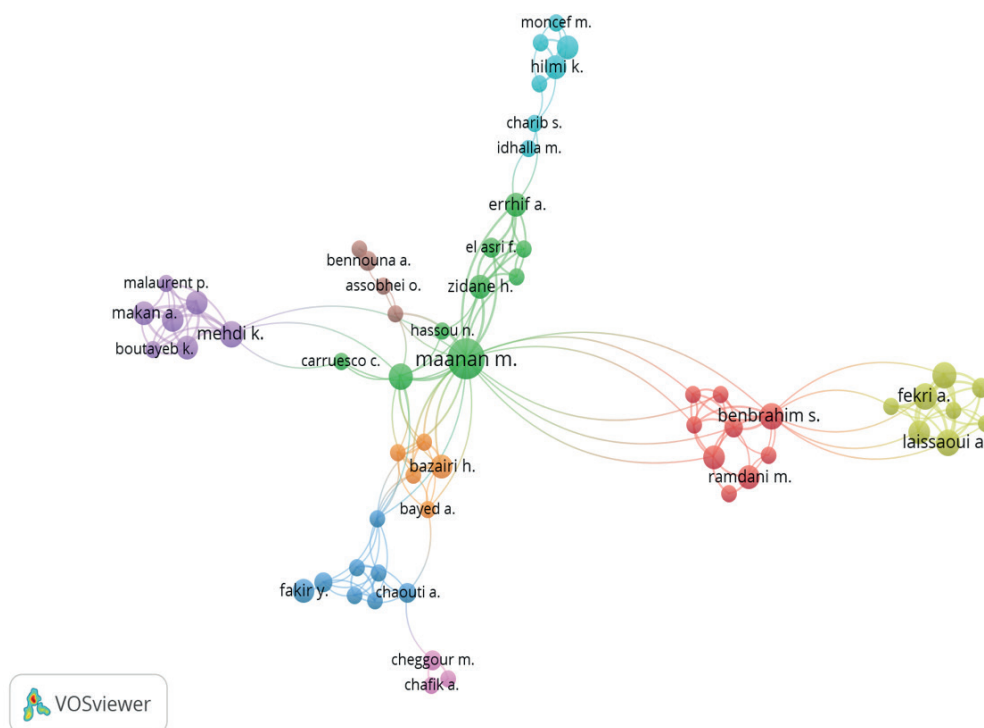 moncef m.
hilmi k.
charib s.
idhalla m.
errhif a.
el asri f.
bennouna a.
zidane h.
assobhei o.
malaurent p.
makan a.
mehdi k.
boutayeb k.
hassou n.
carruesco c.
maanan m.
benbrahim s.
fekri a.
laissaoui a
ramdani m.
bazairi h.
bayed a.
fakir y.
chaouti a.
cheggour m.
chafik a.
VOSviewer